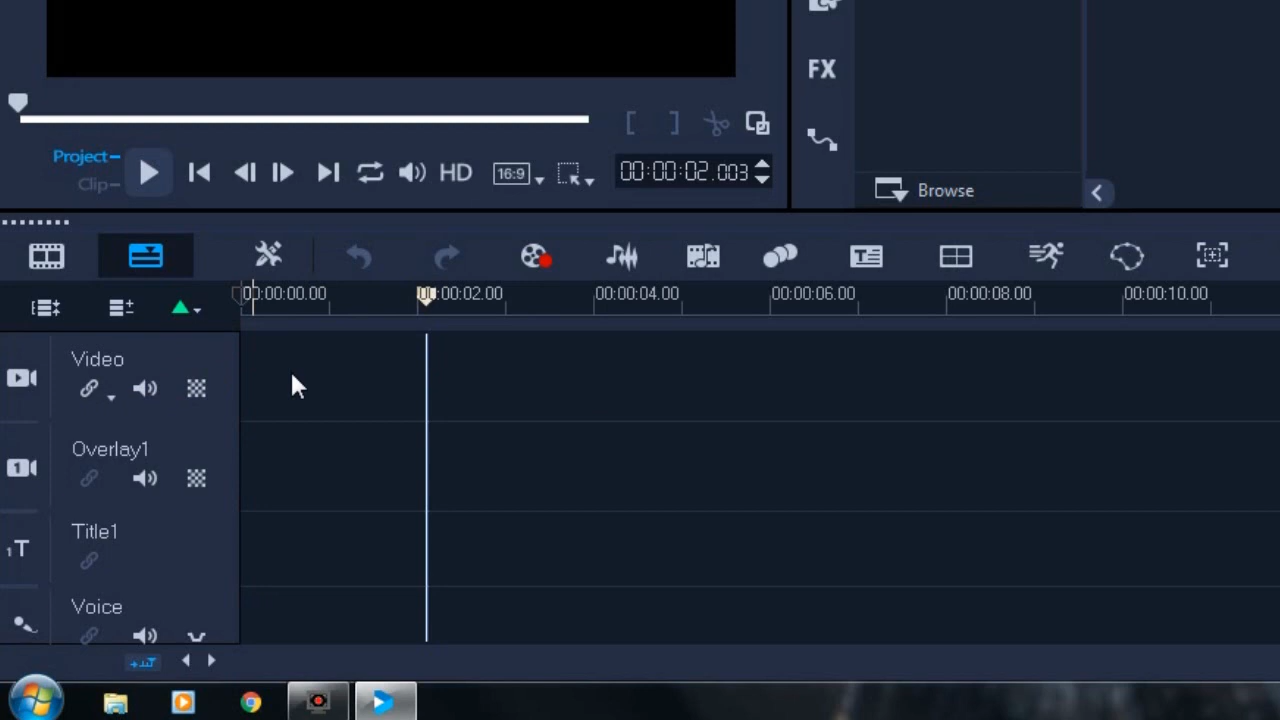 FX
Project
Clip
HD
16:9
00:00:02.003
Browse
00:00:00.00
00:00:02.00
00:00:04.00
00:00:06.00
00:00:08.00
00:00:10.00
Video
Overlay1
1
Title1
1T
Voice